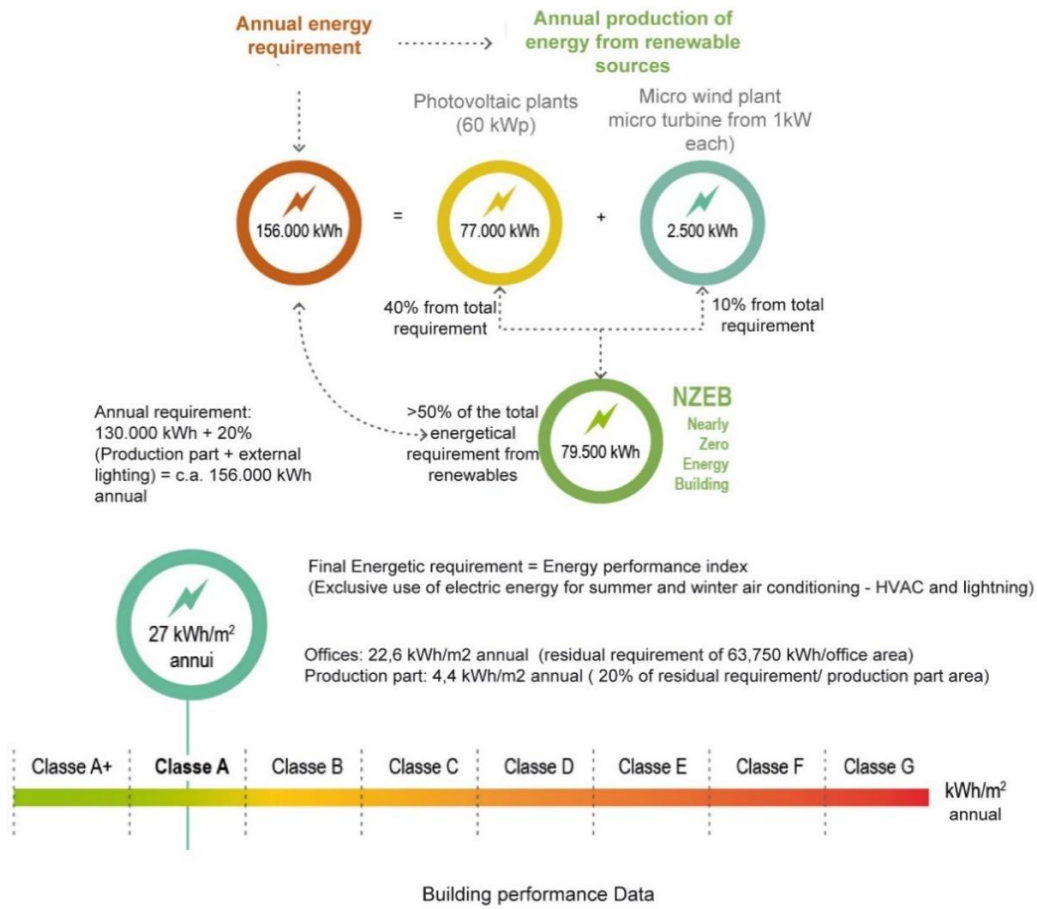 Annual energy
requirement
Annual production of
energy from renewable
sources
Photovoltaic plants
(60 kWp)
Micro wind plant
micro turbine from 1kW
each)
156.000 kWh
=
77.000 kWh
+
2.500 kWh
40% from total
requirement
10% from total
requirement
Annual requirement:
130.000 kWh + 20%
(Production part + external
lighting) = c.a. 156.000 kWh
annual
>50% of the total
energetical
requirement from
renewables
79.500 kWh
NZEB
Nearly
Zero
Energy
Building
27 kWh/m²
annui
Final Energetic requirement = Energy performance index
(Exclusive use of electric energy for summer and winter air conditioning - HVAC and lightning)
Offices: 22,6 kWh/m2 annual (residual requirement of 63,750 kWh/office area)
Production part: 4,4 kWh/m2 annual ( 20% of residual requirement/ production part area)
Classe A+ Classe A Classe B Classe C Classe D Classe E Classe F Classe G
kWh/m²
annual
Building performance Data